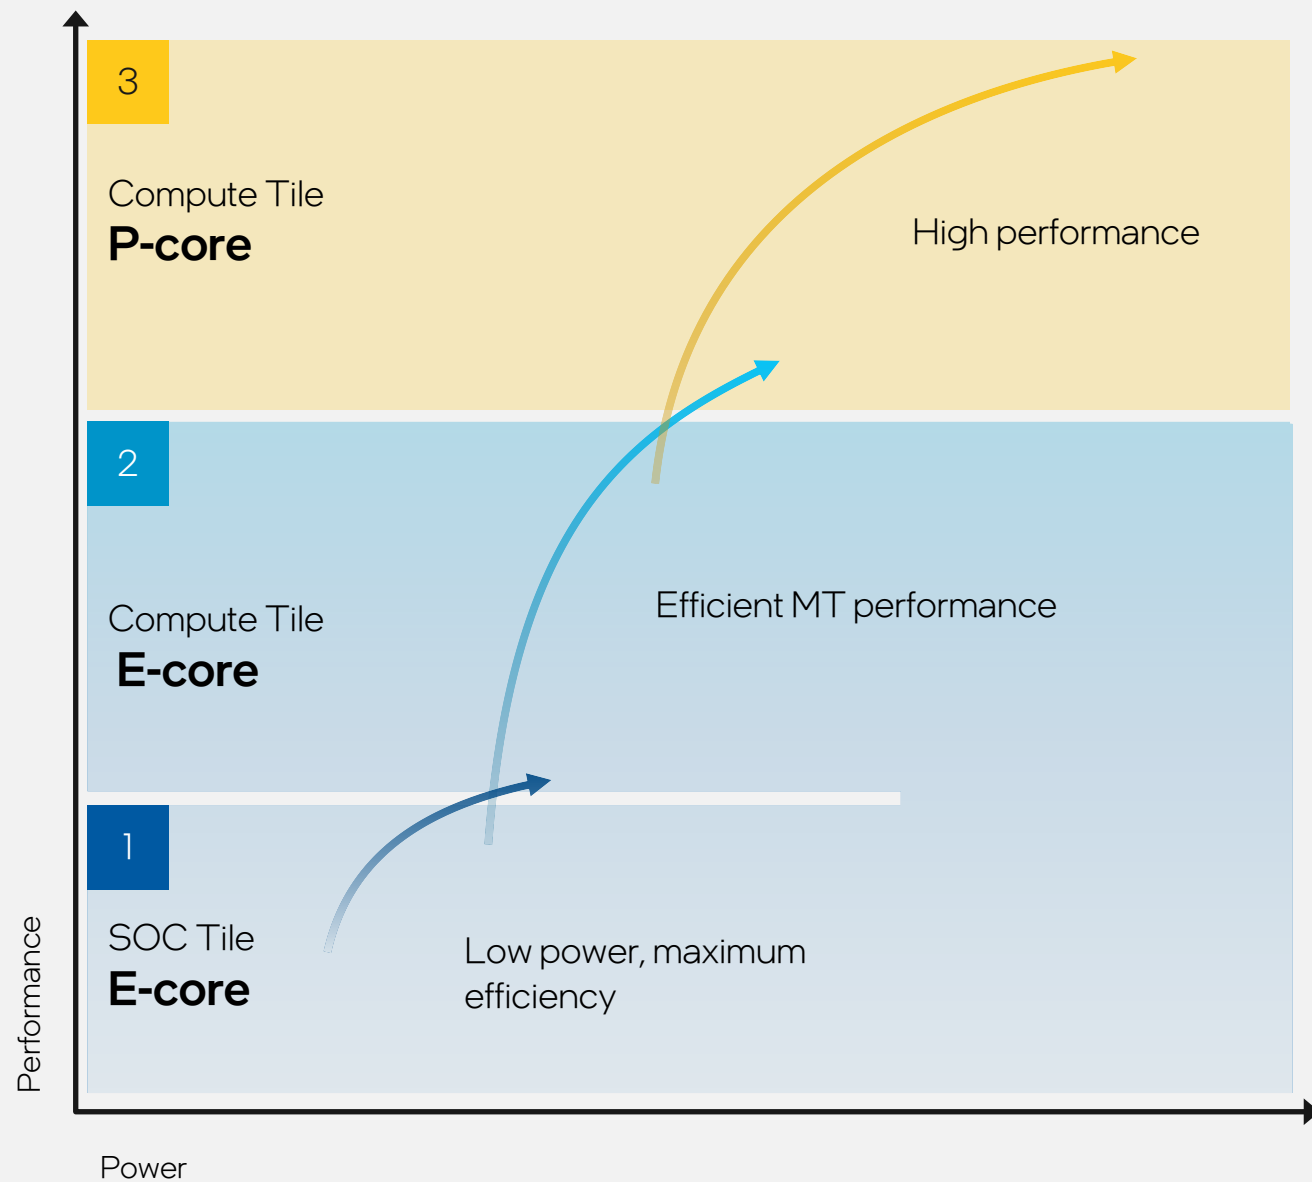 3
Compute Tile
P-core
High performance
2
Compute Tile
E-core
Efficient MT performance
1
SOC Tile
E-core
Low power, maximum
efficiency
Performance
Power